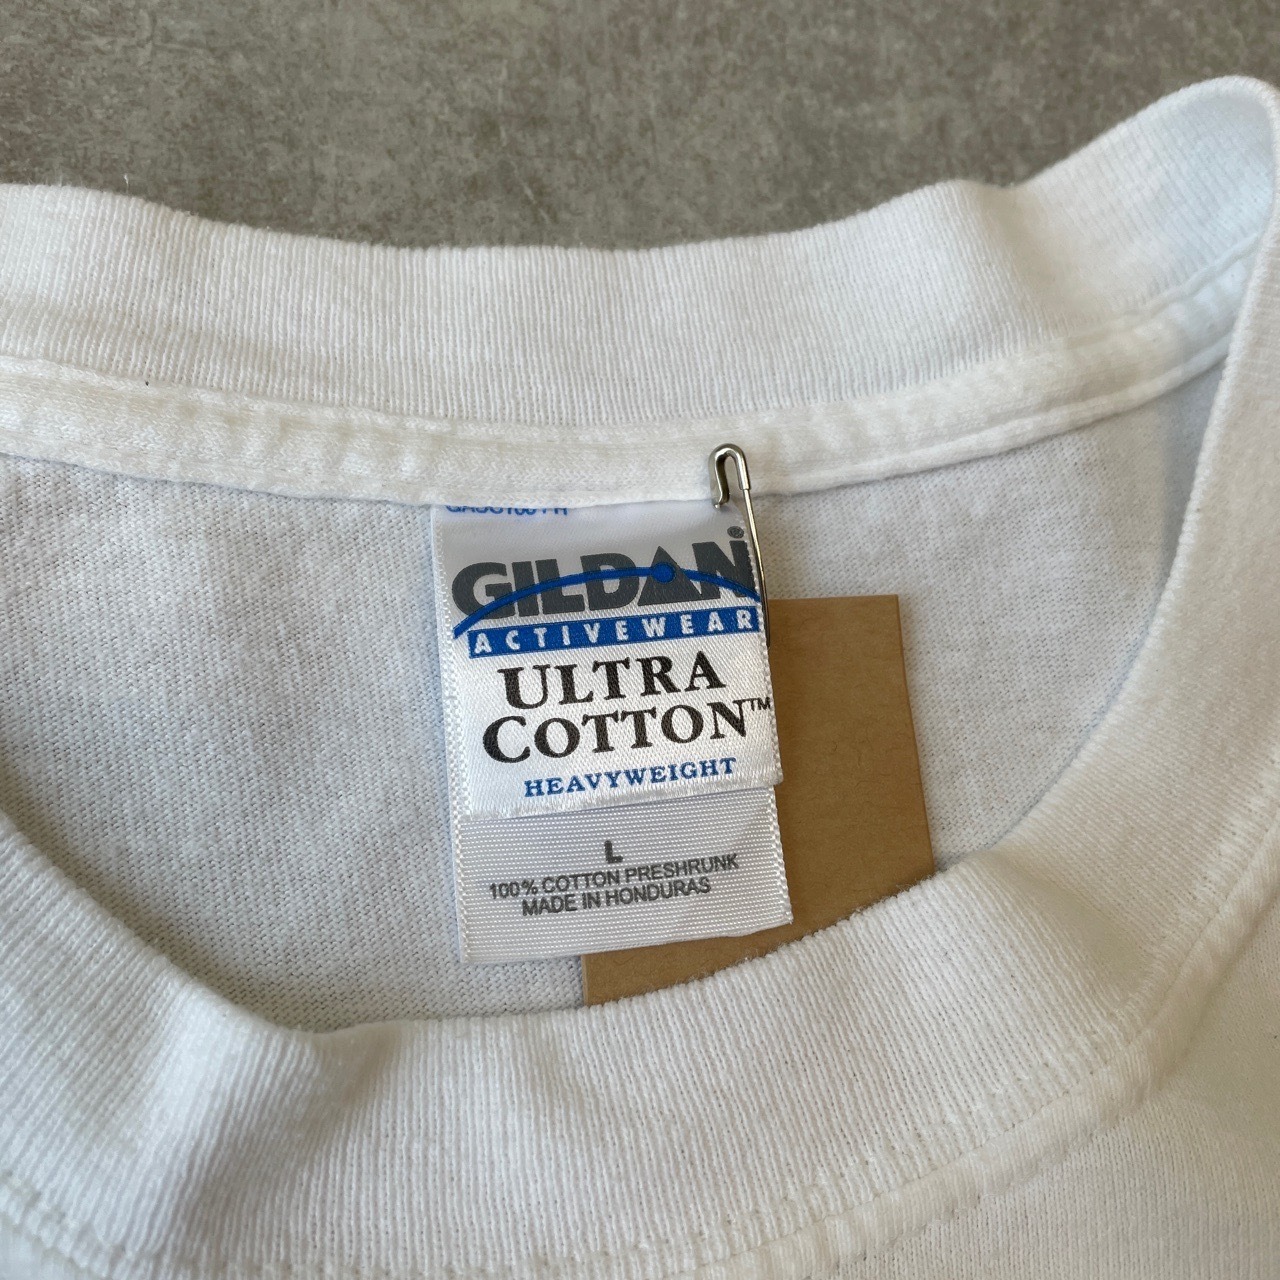 GILDAN®
ACTIVEWEAR
ULTRA
COTTON™
HEAVYWEIGHT
L
100% COTTON PRESHRUNK
MADE IN HONDURAS